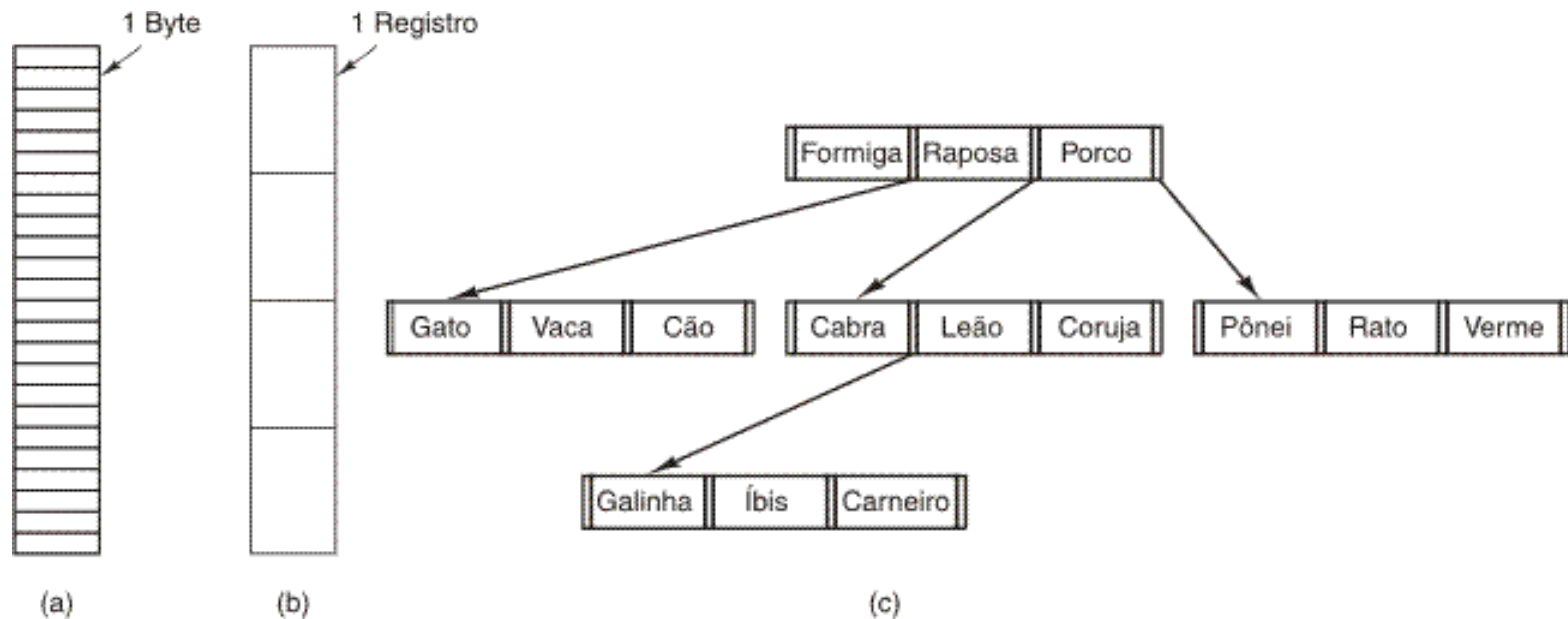 1 Byte
1 Registro
Formiga Raposa Porco
Gato Vaca Cão
Cabra Leão Coruja
Pônei Rato Verme
Galinha Íbis Carneiro
(a)
(b)
(c)